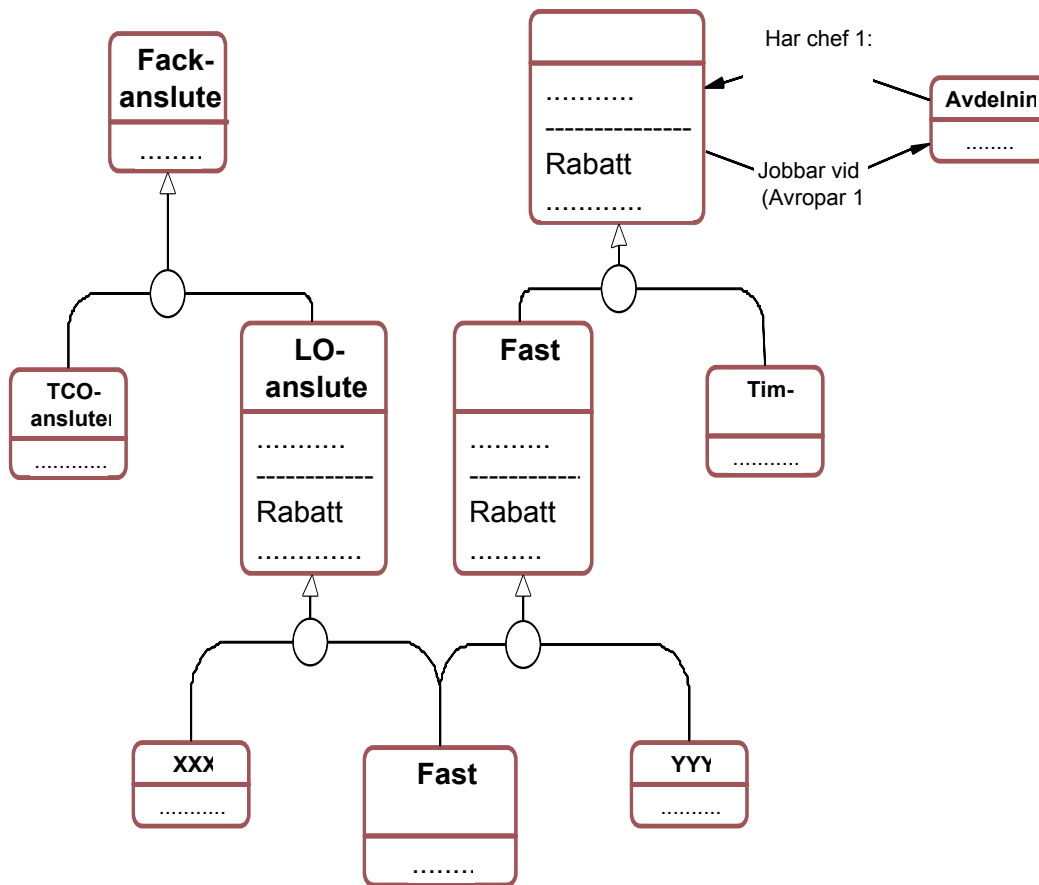 Fack-
anslute
........
...........
----------------
Rabatt
............
Har chef 1:
Avdelnin
........
Jobbar vid
(Avropar 1
TCO-
ansluter
............
LO-
anslute
..........
-------------
Rabatt
.............
Fast
..........
-------------
Rabatt
.........
Tim-
...........
XXX
...........
Fast
........
YYY
..........